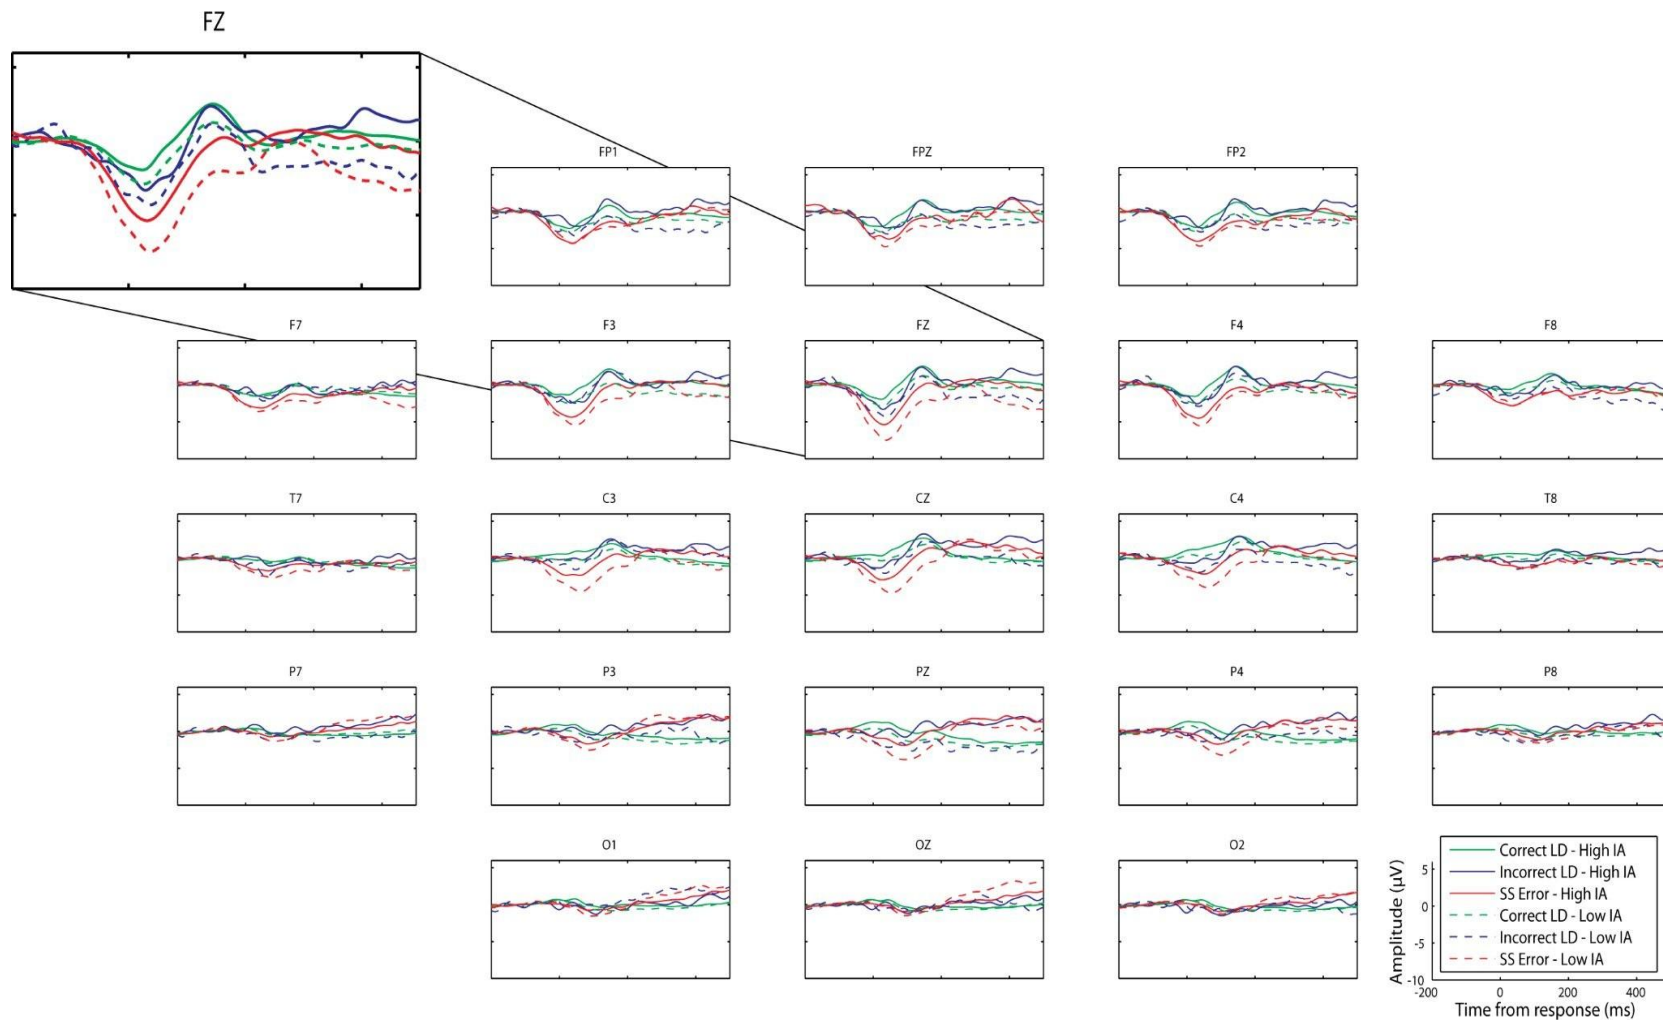 FZ
FP1
FPZ
FP2
F7
F3
FZ
F4
F8
T7
C3
CZ
C4
T8
P7
P3
PZ
P4
P8
O1
OZ
O2
Correct LD - High IA
Incorrect LD - High IA
SS Error - High IA
Correct LD - Low IA
Incorrect LD - Low IA
SS Error - Low IA
Amplitude (µV)
5
0
-5
-10
-200
0
200
400
Time from response (ms)